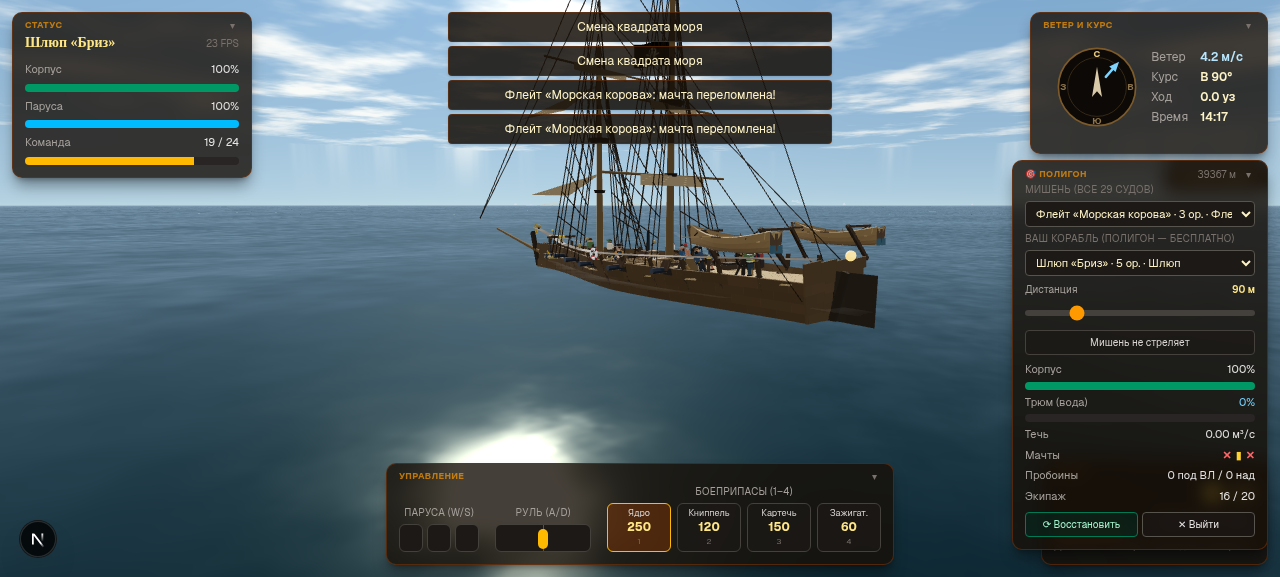 СТАТУС
Шлюп «Бриз»
23 FPS
Корпус 100%
Паруса 100%
Команда 19 / 24
Смена квадрата моря
Смена квадрата моря
Флейт «Морская корова»: мачта переломлена!
Флейт «Морская корова»: мачта переломлена!
ВЕТЕР И КУРС
С
З
В
Ю
Ветер 4.2 м/с
Курс В 90°
Ход 0.0 уз
Время 14:17
ПОЛИГОН 39367 м
МИШЕНЬ (ВСЕ 29 СУДОВ)
Флейт «Морская корова» · 3 ор. · Фле
ВАШ КОРАБЛЬ (ПОЛИГОН — БЕСПЛАТНО)
Шлюп «Бриз» · 5 ор. · Шлюп
Дистанция 90 м
Мишень не стреляет
Корпус 100%
Трюм (вода) 0%
Течь 0.00 м³/с
Мачты
Пробоины 0 под ВЛ / 0 над
Экипаж 16 / 20
⟳ Восстановить
✕ Выйти
УПРАВЛЕНИЕ
ПАРУСА (W/S)
РУЛЬ (A/D)
БОЕПРИПАСЫ (1–4)
Ядро
250
1
Книппель
120
2
Картечь
150
3
Зажигат.
60
4
N